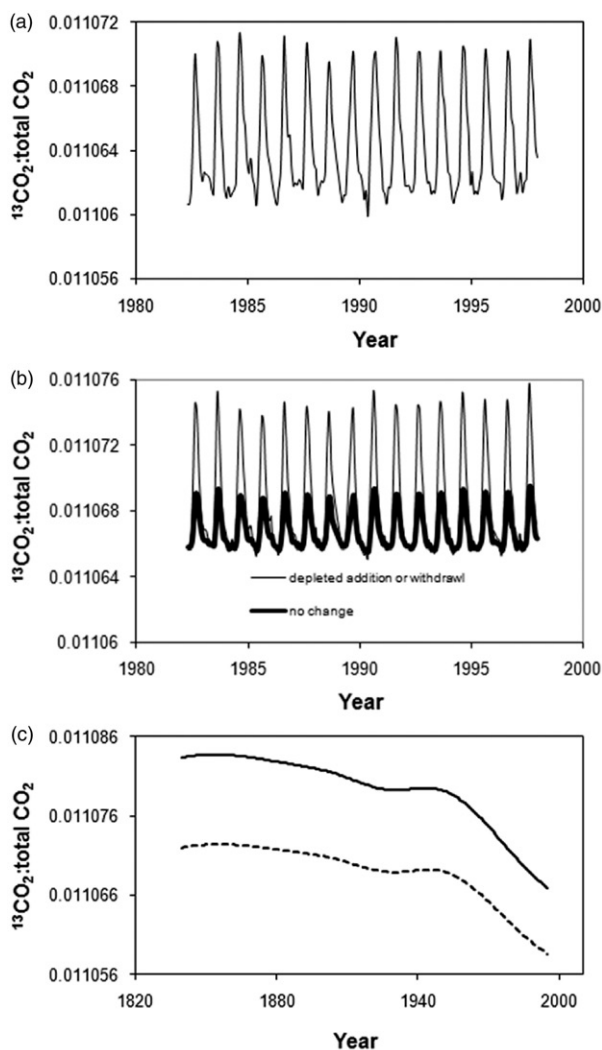 (a)
0.011072
0.011068
0.011064
0.01106
0.011056
¹³CO₂:total CO₂
1980 1985 1990 1995 2000
Year
(b)
0.011076
0.011072
0.011068
0.011064
0.01106
¹³CO₂:total CO₂
depleted addition or withdrawl
no change
1980 1985 1990 1995 2000
Year
(c)
0.011086
0.011076
0.011066
0.011056
¹³CO₂:total CO₂
1820 1880 1940 2000
Year